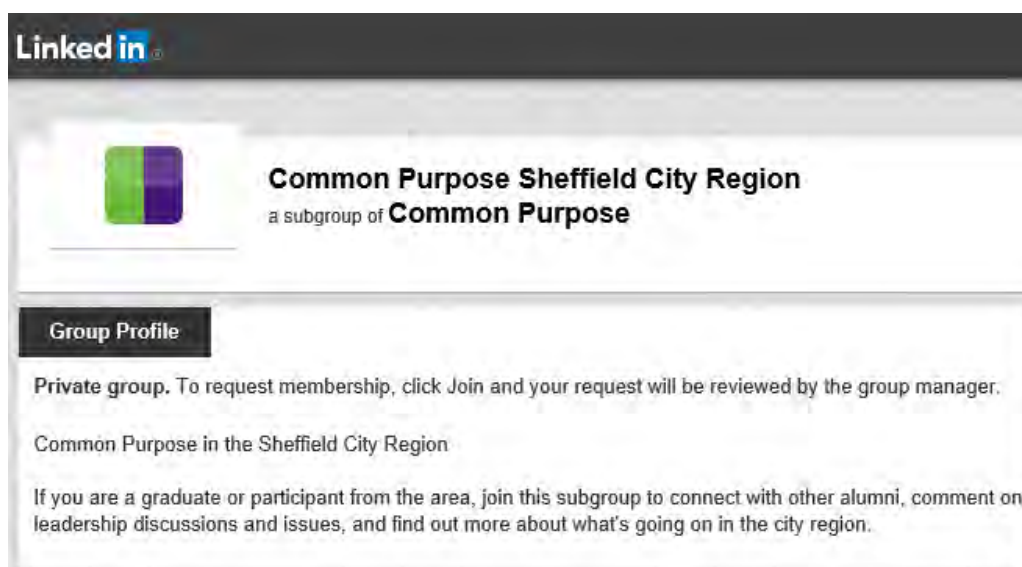 Linked in ®
Common Purpose Sheffield City Region
a subgroup of Common Purpose
Group Profile
Private group. To request membership, click Join and your request will be reviewed by the group manager.
Common Purpose in the Sheffield City Region
If you are a graduate or participant from the area, join this subgroup to connect with other alumni, comment on
leadership discussions and issues, and find out more about what's going on in the city region.